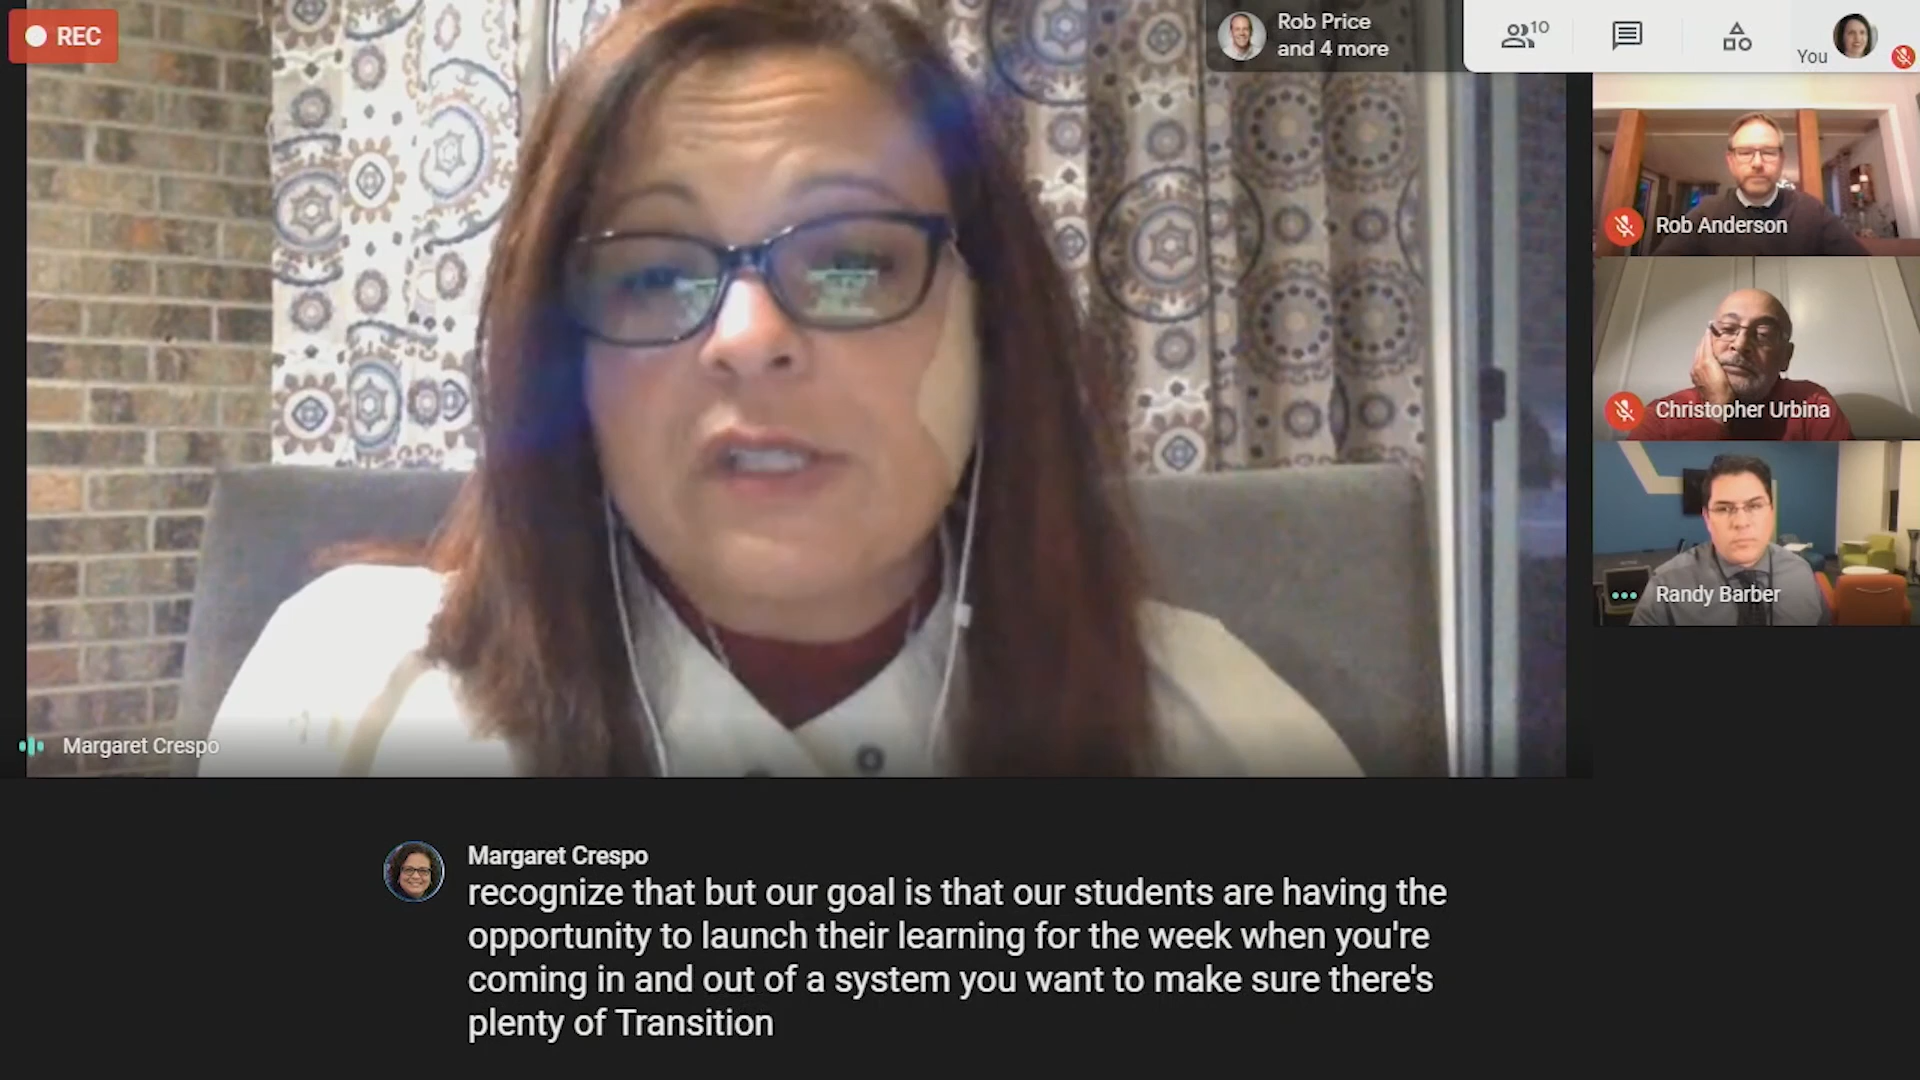 REC
Rob Price
and 4 more
10
You
Rob Anderson
Christopher Urbina
Randy Barber
Margaret Crespo
Margaret Crespo
recognize that but our goal is that our students are having the
opportunity to launch their learning for the week when you're
coming in and out of a system you want to make sure there's
plenty of Transition